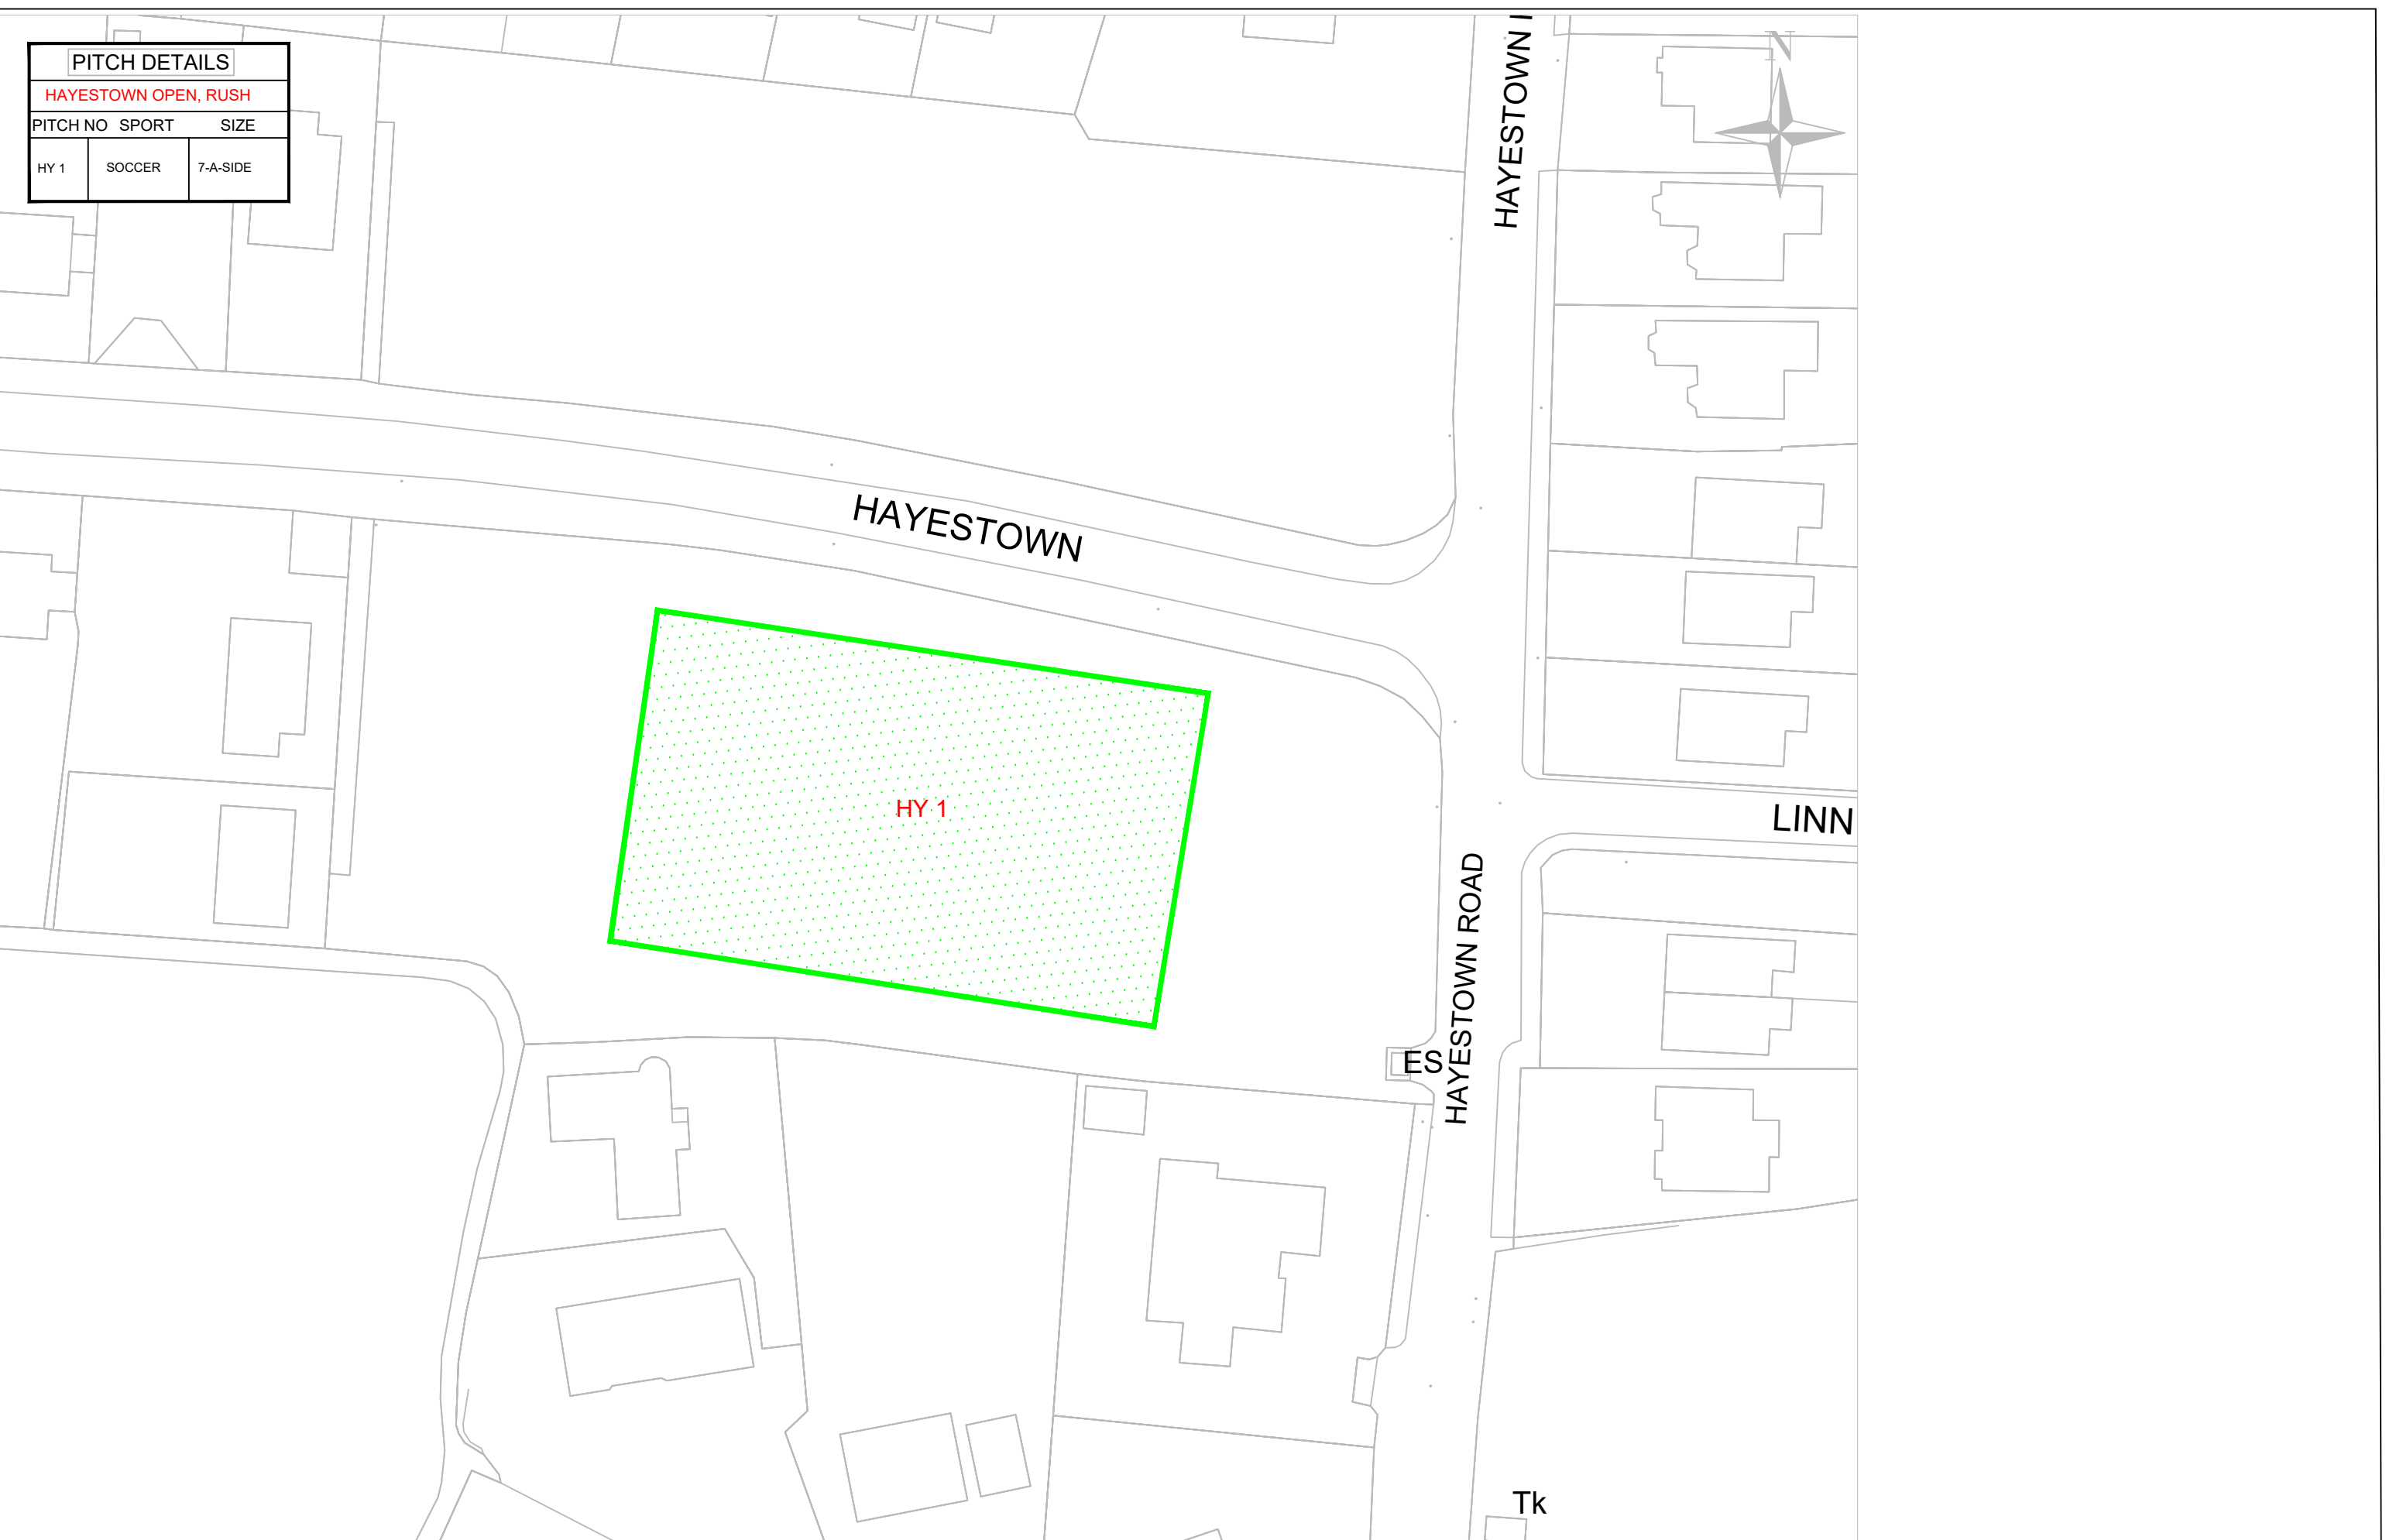 PITCH DETAILS
HAYESTOWN OPEN, RUSH
PITCH NO SPORT SIZE
HY 1 SOCCER 7-A-SIDE
N
HAYESTOWN
HAYESTOWN
HY 1
LINN
HAYESTOWN ROAD
ES
Tk